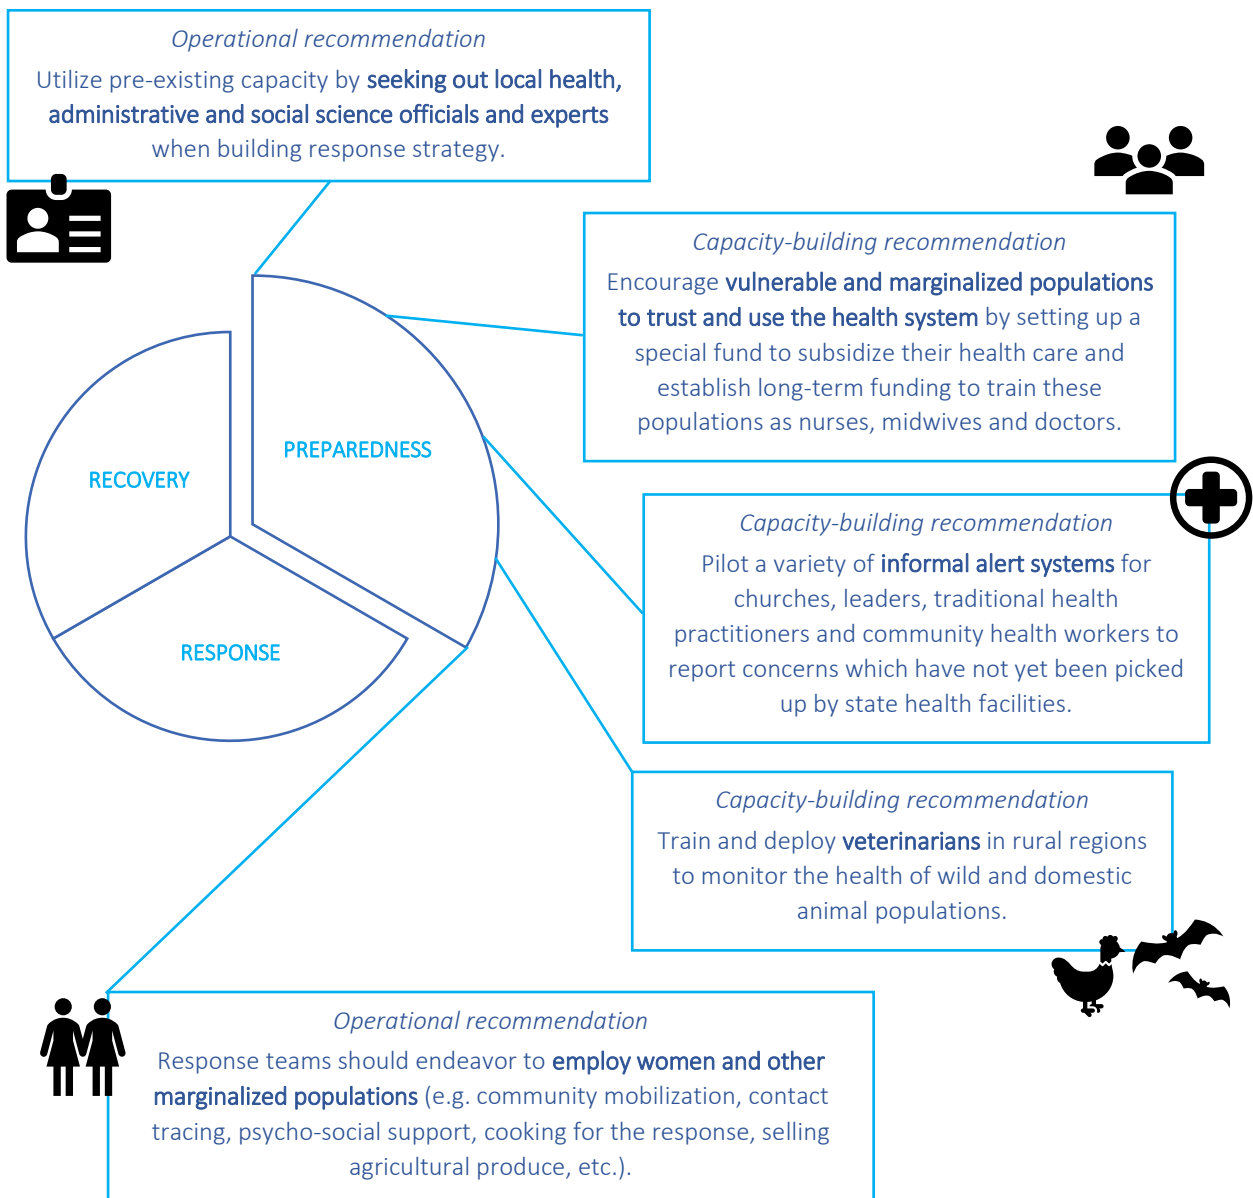 Operational recommendation
Utilize pre-existing capacity by seeking out local health,
administrative and social science officials and experts
when building response strategy.
Capacity-building recommendation
Encourage vulnerable and marginalized populations
to trust and use the health system by setting up a
special fund to subsidize their health care and
establish long-term funding to train these
populations as nurses, midwives and doctors.
PREPAREDNESS
RECOVERY
RESPONSE
Capacity-building recommendation
Pilot a variety of informal alert systems for
churches, leaders, traditional health
practitioners and community health workers to
report concerns which have not yet been picked
up by state health facilities.
Capacity-building recommendation
Train and deploy veterinarians in rural regions
to monitor the health of wild and domestic
animal populations.
Operational recommendation
Response teams should endeavor to employ women and other
marginalized populations (e.g. community mobilization, contact
tracing, psycho-social support, cooking for the response, selling
agricultural produce, etc.).